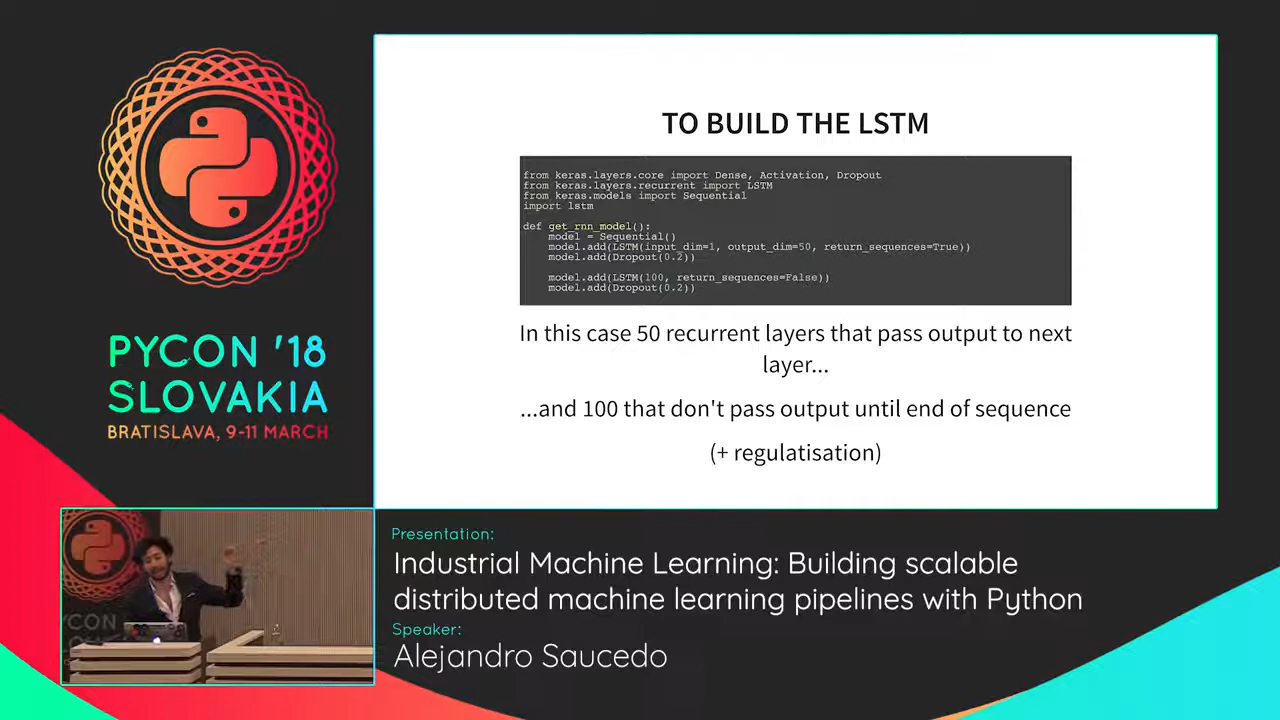 PYCON '18
SLOVAKIA
BRATISLAVA, 9-11 MARCH
TO BUILD THE LSTM
from keras.layers.core import Dense, Activation, Dropout
from keras.layers.recurrent import LSTM
from keras.models import Sequential
import lstm
def get_rnn_model():
model = Sequential()
model.add(LSTM(input_dim=1, output_dim=50, return_sequences=True))
model.add(Dropout(0.2))
model.add(LSTM(100, return_sequences=False))
model.add(Dropout(0.2))
In this case 50 recurrent layers that pass output to next
layer...
...and 100 that don't pass output until end of sequence
(+ regulatisation)
Presentation:
Industrial Machine Learning: Building scalable
distributed machine learning pipelines with Python
Speaker:
Alejandro Saucedo